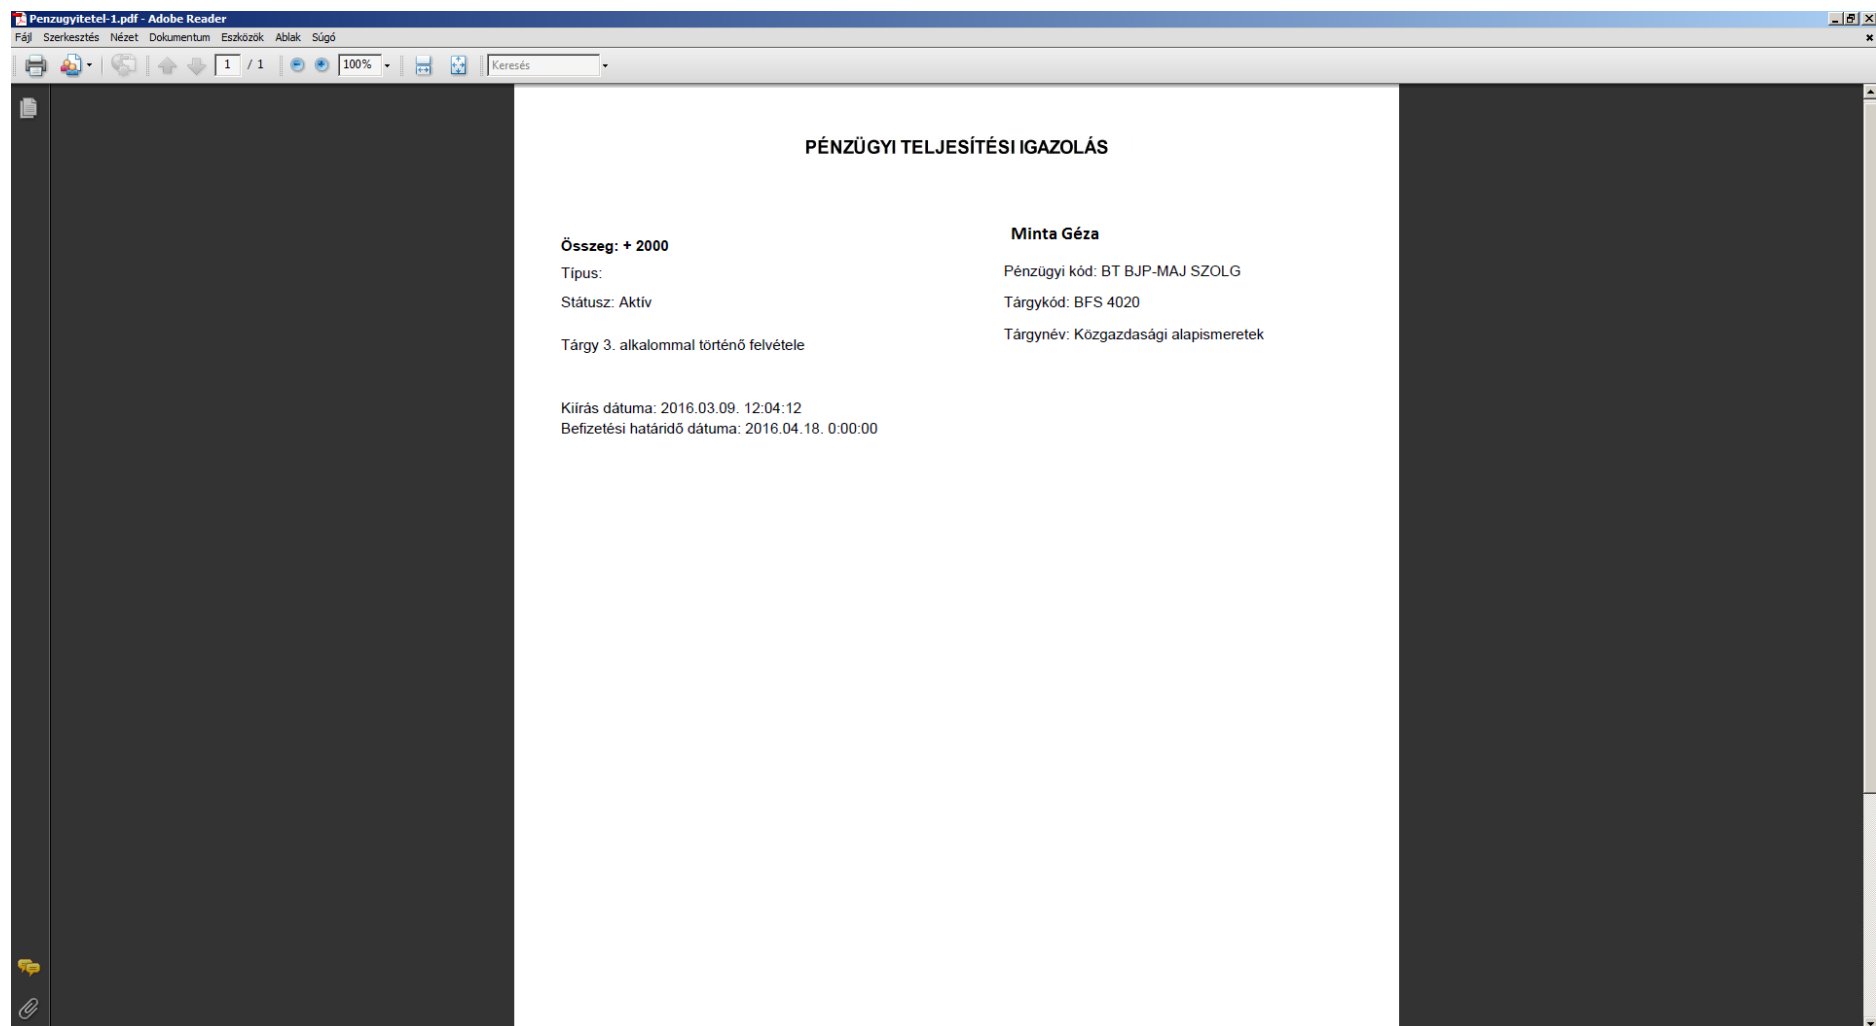 Penzugyitetel-1.pdf - Adobe Reader
Fájl Szerkesztés Nézet Dokumentum Eszközök Ablak Súgó
1 / 1 100% Keresés
PÉNZÜGYI TELJESÍTÉSI IGAZOLÁS
Minta Géza
Összeg: + 2000
Típus:
Pénzügyi kód: BT BJP-MAJ SZOLG
Státusz: Aktív
Tárgykód: BFS 4020
Tárgynév: Közgazdasági alapismeretek
Tárgy 3. alkalommal történő felvétele
Kiírás dátuma: 2016.03.09. 12:04:12
Befizetési határidő dátuma: 2016.04.18. 0:00:00